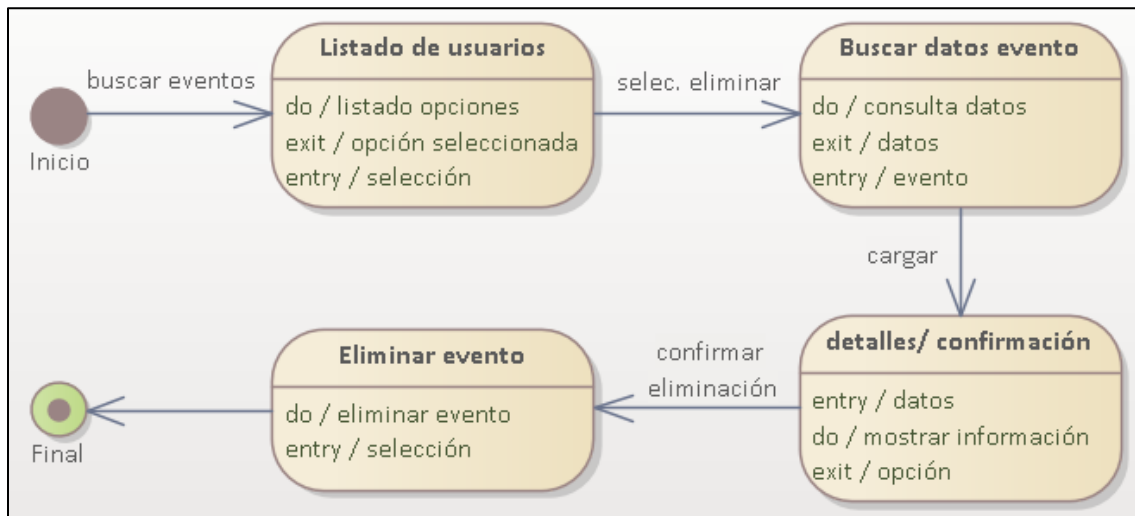 Listado de usuarios
do / listado opciones
exit / opción seleccionada
entry / selección
buscar eventos
Inicio
selec. eliminar
Buscar datos evento
do / consulta datos
exit / datos
entry / evento
cargar
detalles/ confirmación
entry / datos
do / mostrar información
exit / opción
confirmar
eliminación
Eliminar evento
do / eliminar evento
entry / selección
Final